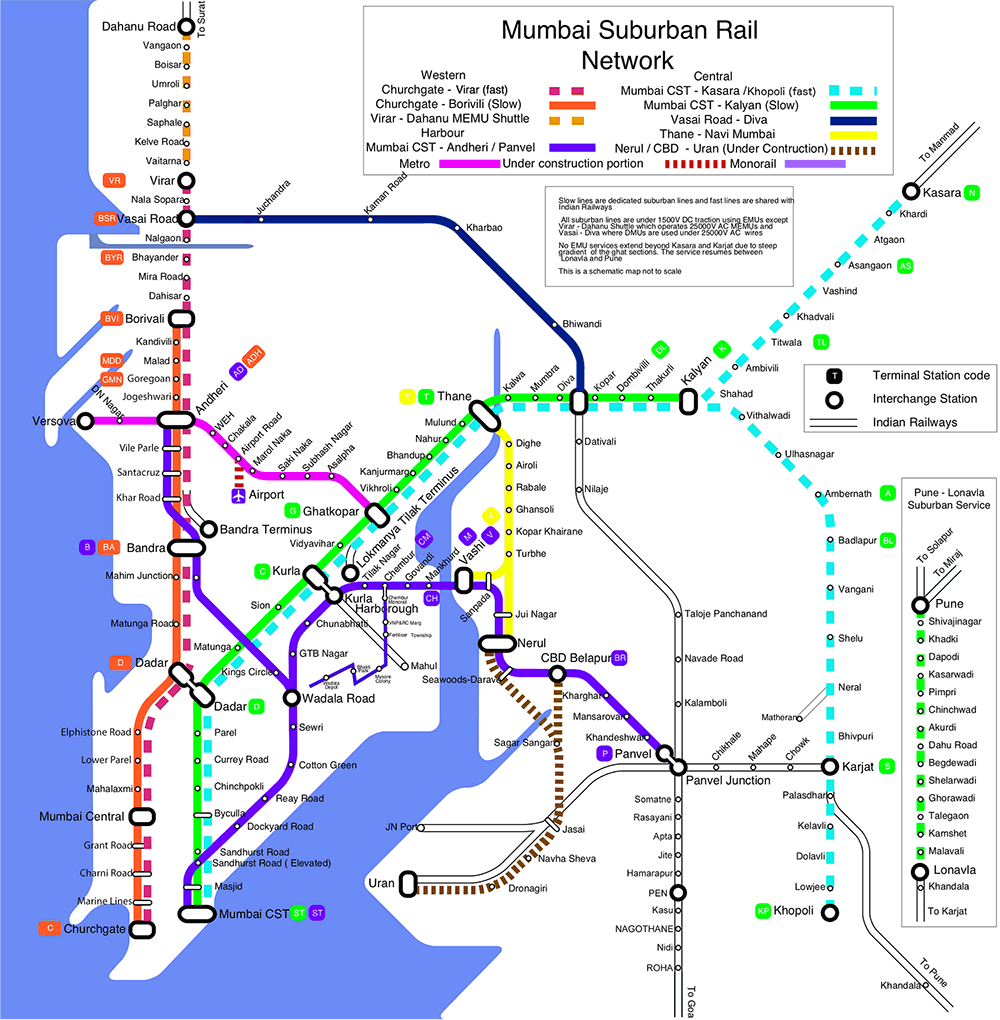 Mumbai Suburban Rail
Network
Western
Churchgate - Virar (fast)
Churchgate - Borivili (Slow)
Virar - Dahanu MEMU Shuttle
Harbour
Mumbai CST - Andheri / Panvel
Central
Mumbai CST - Kasara /Khopoli (fast)
Mumbai CST - Kalyan (Slow)
Vasai Road - Diva
Thane - Navi Mumbai
Nerul / CBD - Uran (Under Contruction)
Metro
Under construction portion
Monorail
Slow lines are dedicated suburban lines and fast lines are shared with
Indian Railways
All suburban lines are under 1500V DC traction using EMUs except
Virar - Dahanu Shuttle which operates 25000V AC MEMUs and
Vasai - Diva where DMUs are used under 25000V AC wires
No EMU services extend beyond Kasara and Karjat due to steep
gradient of the ghat sections. The service resumes between
Lonavla and Pune
This is a schematic map not to scale
T Terminal Station code
Interchange Station
Indian Railways
To Surat
Dahanu Road
Vangaon
Boisar
Umroli
Palghar
Saphale
Kelve Road
Vaitarna
VR Virar
Nala Sopara
BSR Vasai Road
Nalgaon
BYR Bhayander
Mira Road
Dahisar
BVI Borivali
Kandivili
MDD Malad
GMN Goregoan
Jogeshwari
Andheri
AD
ADH
Vile Parle
Santacruz
Khar Road
Bandra Terminus
B BA Bandra
Mahim Junction
Matunga Road
D Dadar
Elphistone Road
Lower Parel
Mahalaxmi
Mumbai Central
Grant Road
Charni Road
Marine Lines
C Churchgate
Juchandra
Kaman Road
Kharbao
Bhiwandi
Versova
DN Nagar
WEH
Chakala
Airport Road
Marol Naka
Saki Naka
Subhash Nagar
Asalpha
Airport
G Ghatkopar
To Manmad
Kasara N
Khardi
Atgaon
Asangaon AS
Vashind
Khadvali
Titwala TL
Ambivili
Shahad
Kalyan
K
Thakurli
Dombivilli
DL
Kopar
Diva
Mumbra
Kalwa
T T Thane
Mulund
Nahur
Bhandup
Kanjurmarg
Vikhroli
Vidyavihar
Lokmanya Tilak Terminus
C Kurla
Sion
Matunga
Dadar D
Parel
Currey Road
Chinchpokli
Byculla
Sandhurst Road
Sandhurst Road ( Elevated)
Masjid
Mumbai CST ST ST
Vithalwadi
Ulhasnagar
Ambernath A
Badlapur BL
Vangani
Shelu
Neral
Matheran
Bhivpuri
Karjat S
Palasdhar
Kelavli
Dolavli
Lowjee
KP Khopoli
To Pune
Khandala
Dighe
Airoli
Rabale
Ghansoli
Kopar Khairane
Turbhe
Vashi
M
V
V
Sanpada
Jui Nagar
Nerul
Kurla
Harborough
Tilak Nagar
Chembur
CM
Govandi
Mankhurd
CH
Chembur
Monorail
VNP&RC Marg
Fertiliser Township
Mysore
Colony
Bhakti
Park
Wadala
Depot
Mahul
Chunabhatti
GTB Nagar
Kings Circle
Wadala Road
Sewri
Cotton Green
Reay Road
Dockyard Road
Seawoods-Darave
CBD Belapur BR
Kharghar
Mansarovar
Khandeshwar
P Panvel
Panvel Junction
Sagar Sangam
Jasai
JN Port
Navha Sheva
Dronagiri
Uran
Dativali
Nilaje
Taloje Panchanand
Navade Road
Kalamboli
Chikhale
Mahape
Chowk
Somatne
Rasayani
Apta
Jite
Hamarapur
PEN
Kasu
NAGOTHANE
Nidi
ROHA
To Goa
Pune - Lonavla
Suburban Service
To Solapur
To Miraj
Pune
Shivajinagar
Khadki
Dapodi
Kasarwadi
Pimpri
Chinchwad
Akurdi
Dahu Road
Begdewadi
Shelarwadi
Ghorawadi
Talegaon
Kamshet
Malavali
Lonavla
Khandala
To Karjat